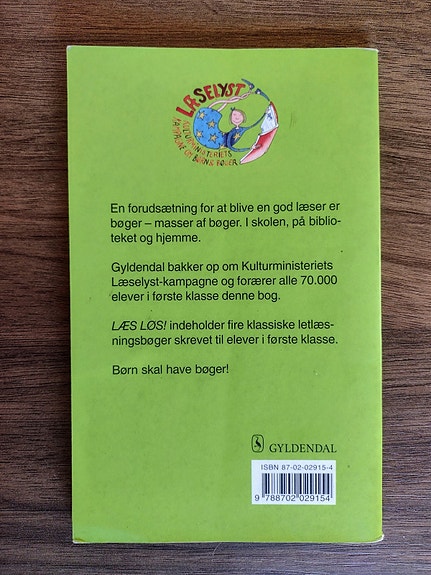 LÆSELYST
KULTURMINISTERIETS
KAMPAGNE OM BØRN & BØGER
En forudsætning for at blive en god læser er
bøger – masser af bøger. I skolen, på biblio-
teket og hjemme.
Gyldendal bakker op om Kulturministeriets
Læselyst-kampagne og forærer alle 70.000
elever i første klasse denne bog.
LÆS LØS! indeholder fire klassiske letlæs-
ningsbøger skrevet til elever i første klasse.
Børn skal have bøger!
GYLDENDAL
ISBN 87-02-02915-4
9 788702 029154